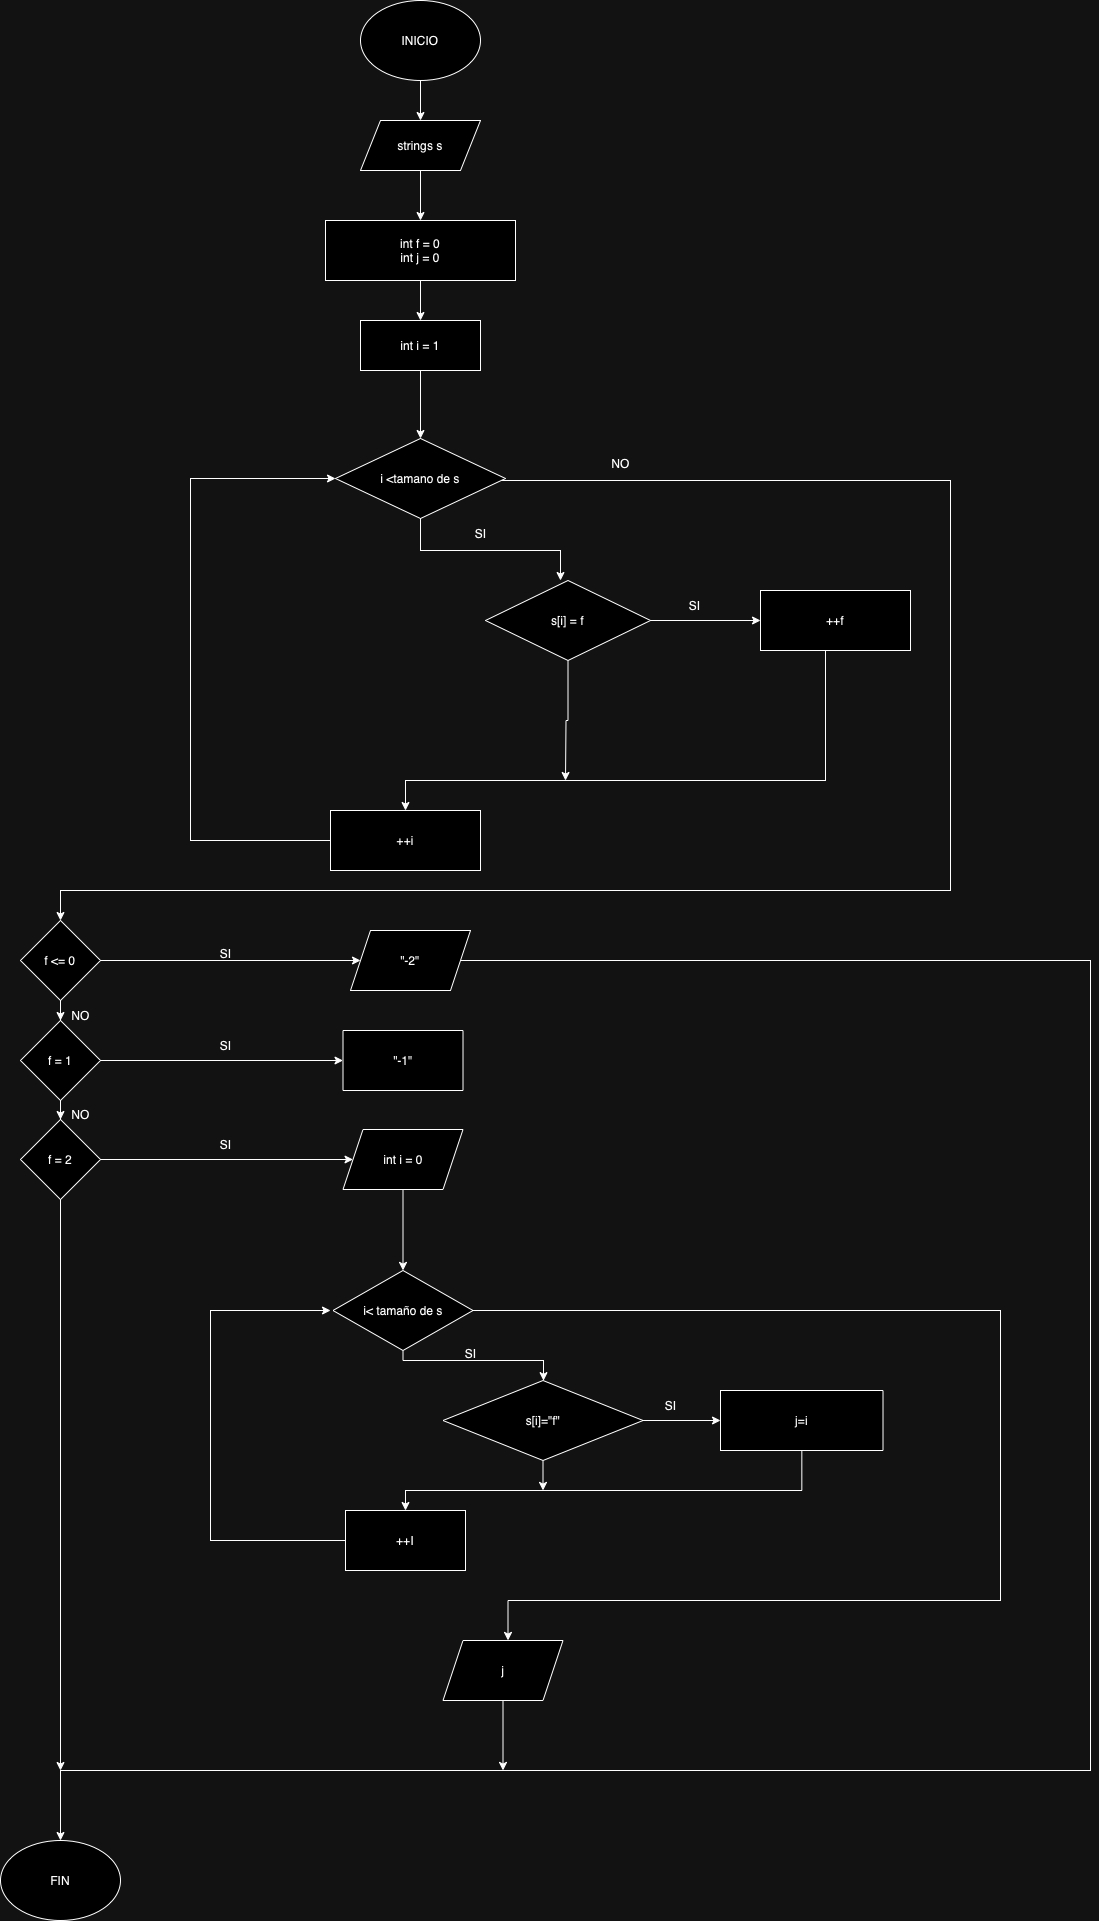 INICIO
strings s
int f = 0
int j = 0
int i = 1
i <tamano de s
NO
SI
s[i] = f
SI
++f
++i
f <= 0
SI
"-2"
NO
f = 1
SI
"-1"
NO
f = 2
SI
int i = 0
i< tamaño de s
SI
s[i]="f"
SI
j=i
++I
j
FIN